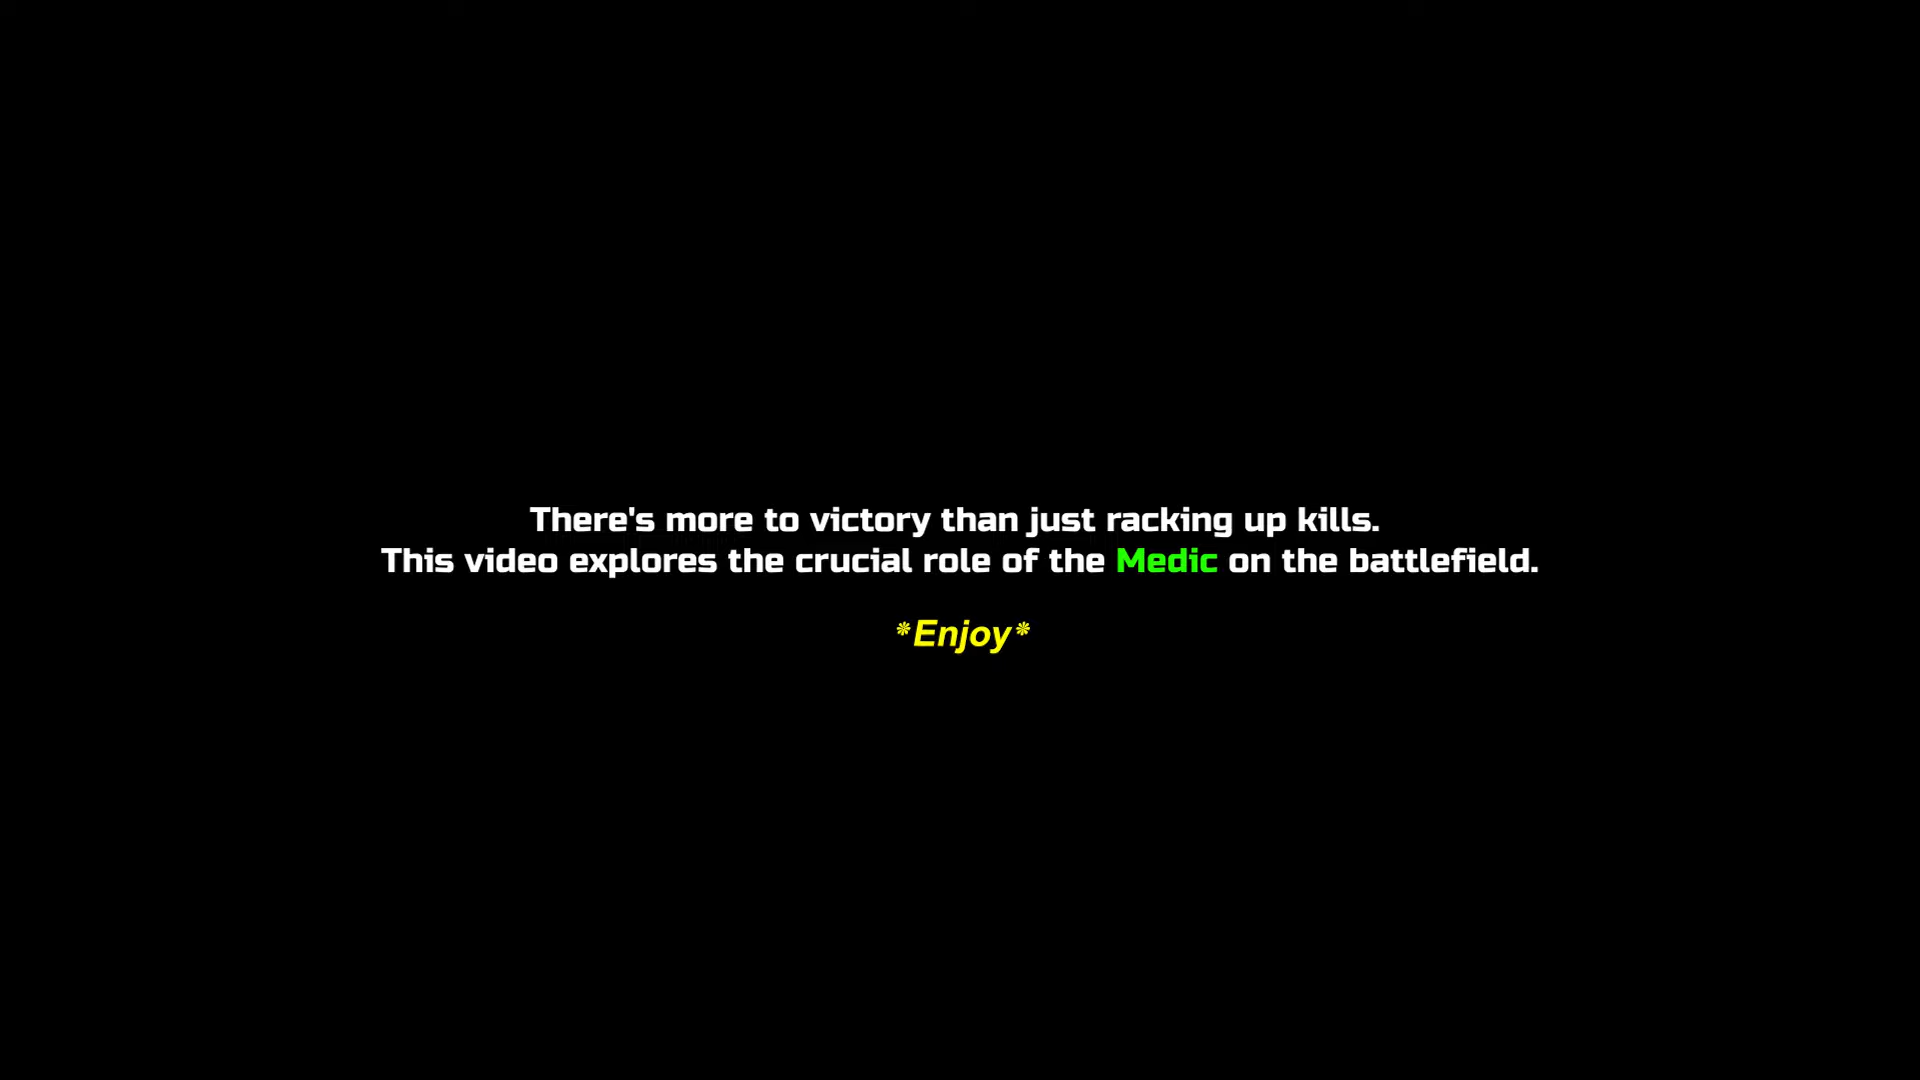 There's more to victory than just racking up kills.
This video explores the crucial role of the Medic on the battlefield.
*Enjoy*